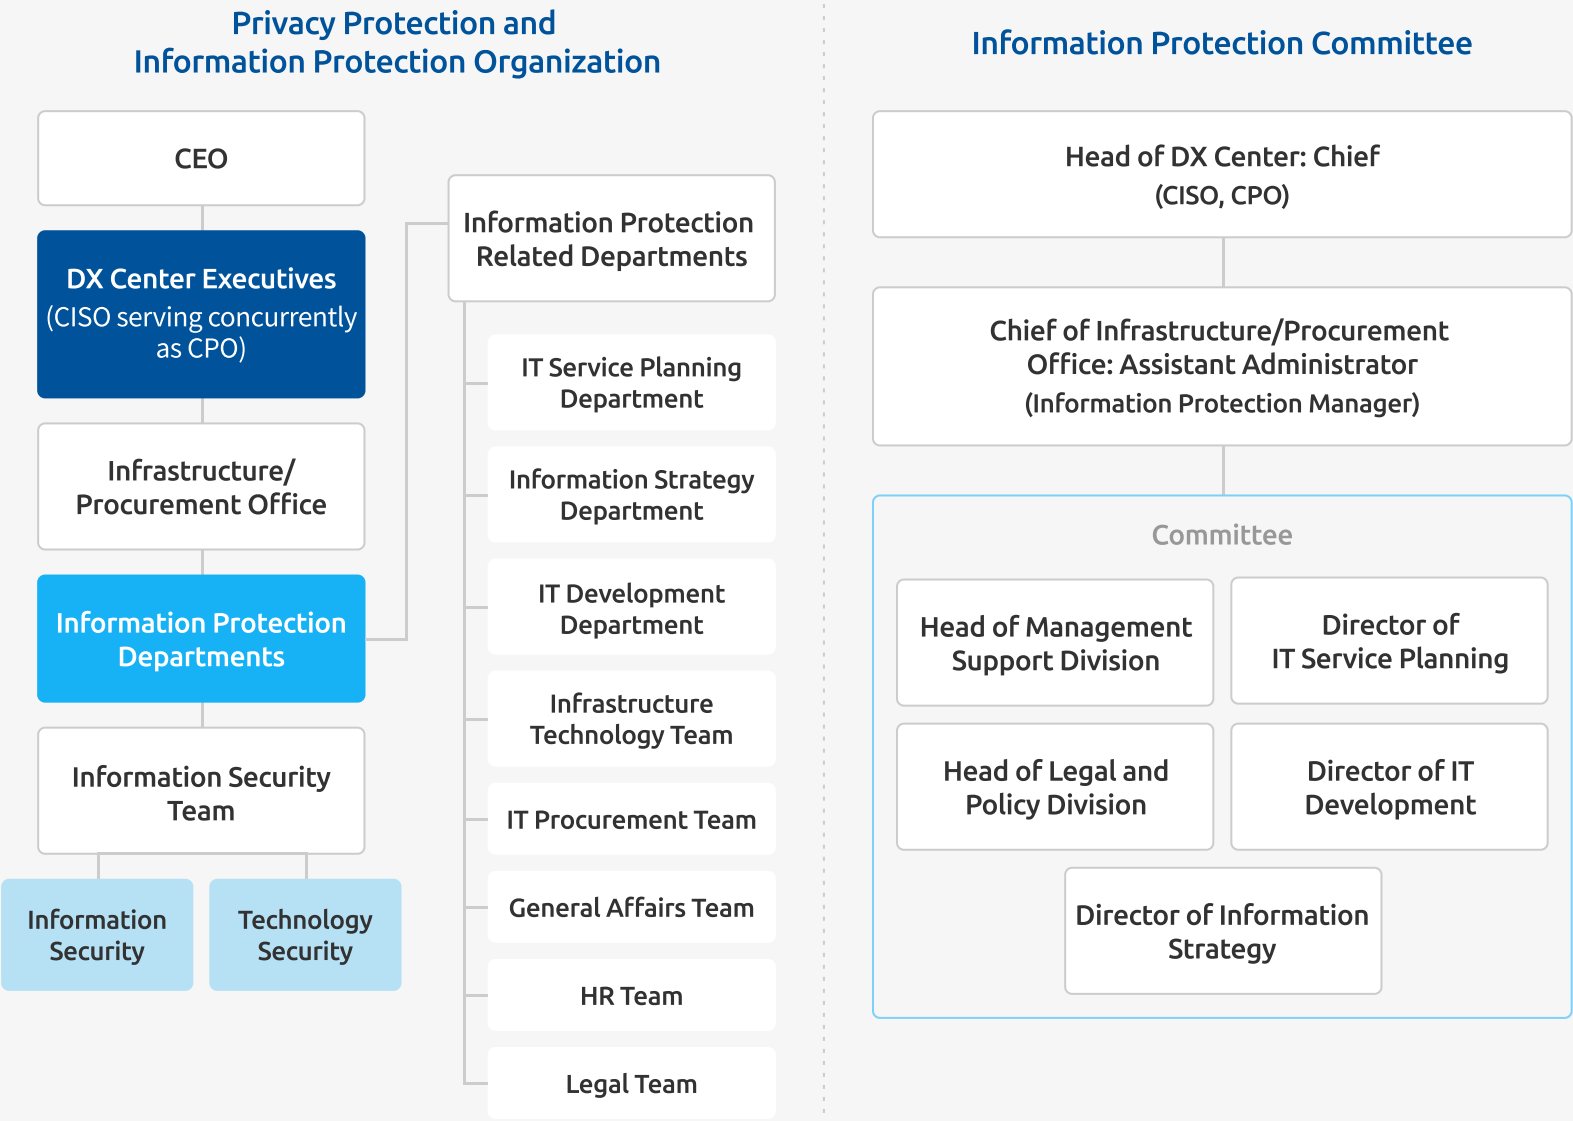 Privacy Protection and
Information Protection Organization
CEO
DX Center Executives
(CISO serving concurrently
as CPO)
Infrastructure/
Procurement Office
Information Protection
Departments
Information Security
Team
Information
Security
Technology
Security
Information Protection
Related Departments
IT Service Planning
Department
Information Strategy
Department
IT Development
Department
Infrastructure
Technology Team
IT Procurement Team
General Affairs Team
HR Team
Legal Team
Information Protection Committee
Head of DX Center: Chief
(CISO, CPO)
Chief of Infrastructure/Procurement
Office: Assistant Administrator
(Information Protection Manager)
Committee
Head of Management
Support Division
Director of
IT Service Planning
Head of Legal and
Policy Division
Director of IT
Development
Director of Information
Strategy